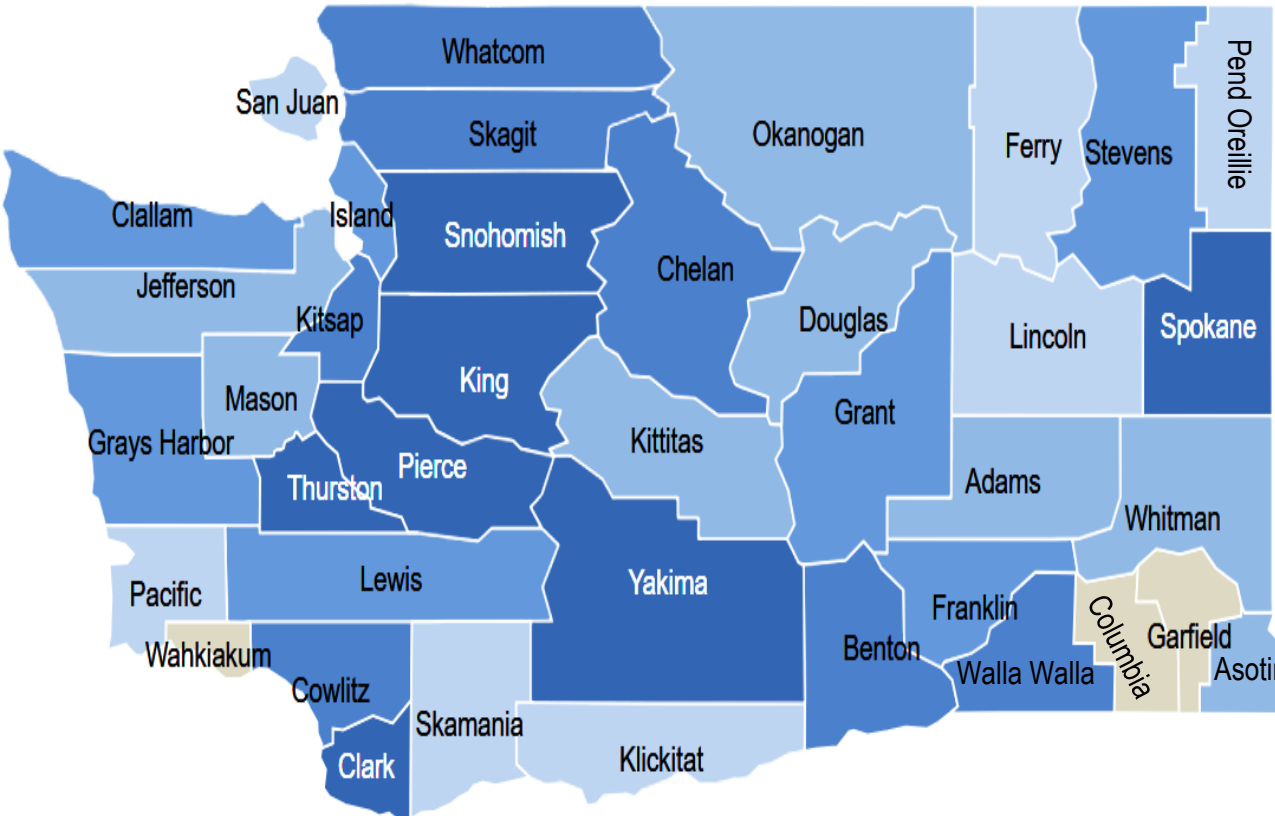 Whatcom
San Juan
Skagit
Okanogan
Ferry
Stevens
Pend Oreillie
Clallam
Island
Snohomish
Chelan
Jefferson
Kitsap
Douglas
Lincoln
Spokane
King
Mason
Grant
Grays Harbor
Kittitas
Pierce
Thurston
Adams
Whitman
Lewis
Yakima
Pacific
Franklin
Columbia
Garfield
Wahkiakum
Benton
Walla Walla
Asotin
Cowlitz
Skamania
Klickitat
Clark